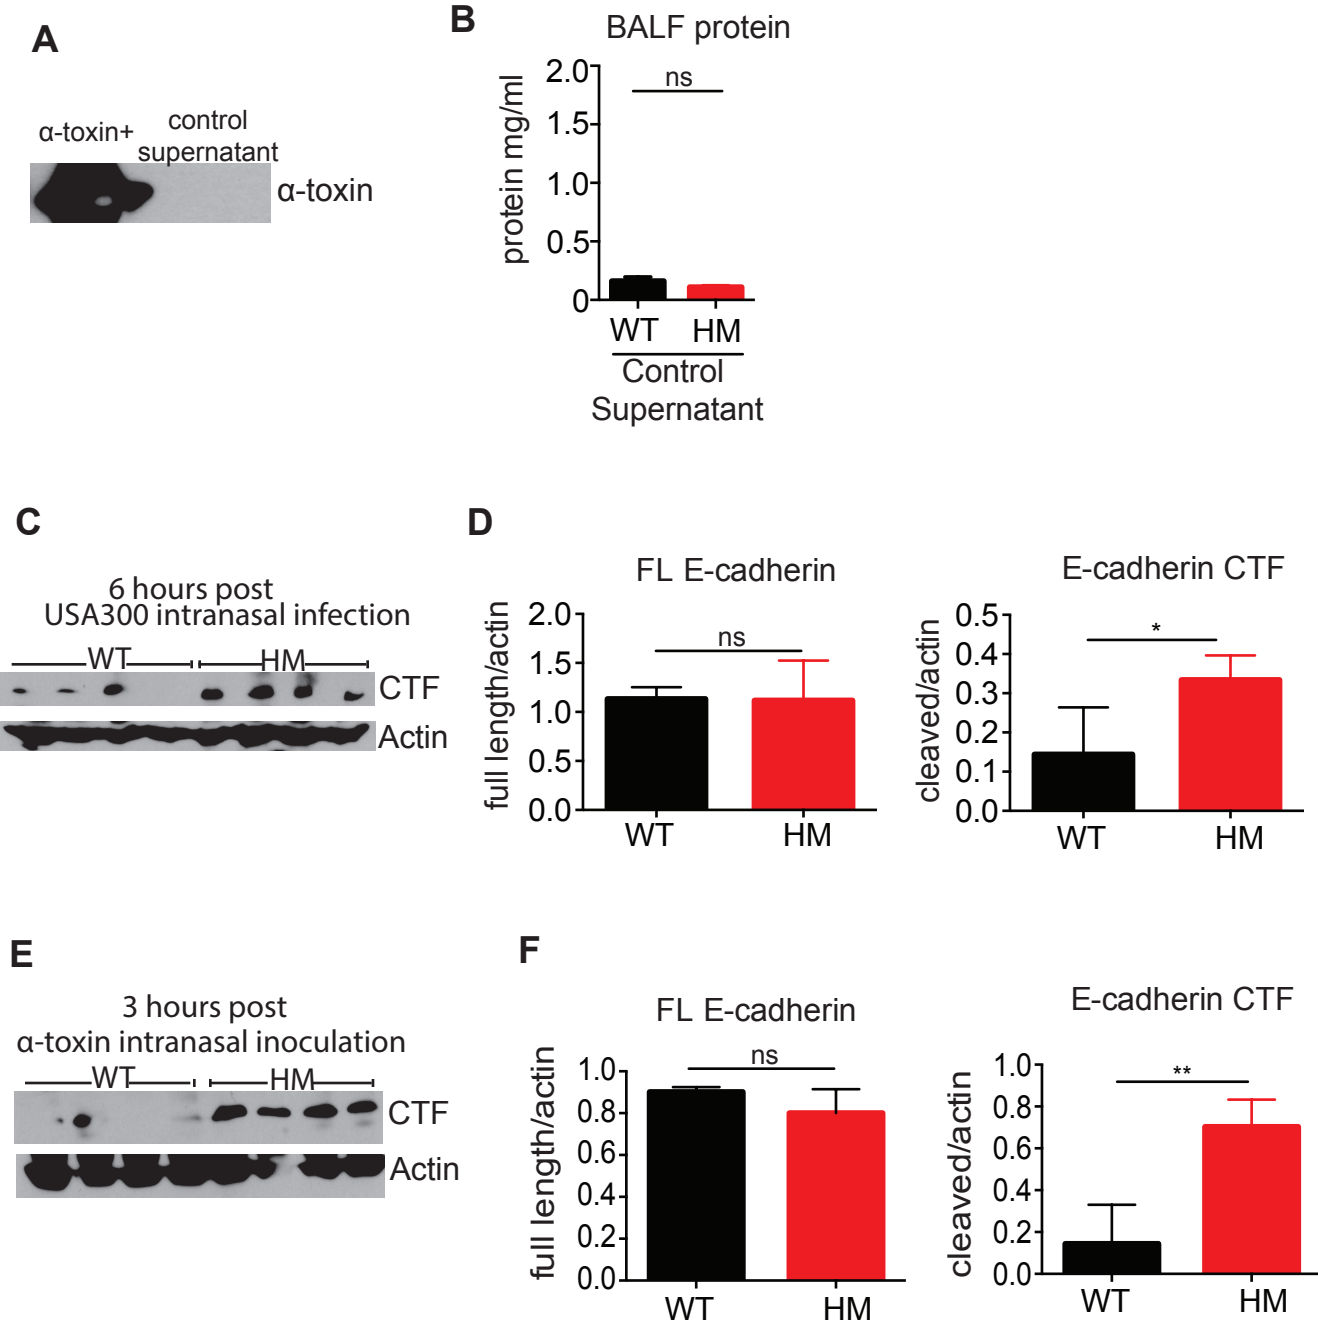 A
α-toxin+
control
supernatant
α-toxin
B
BALF protein
protein mg/ml
2.0
1.5
1.0
0.5
0
ns
WT
HM
Control
Supernatant
C
6 hours post
USA300 intranasal infection
WT
HM
CTF
Actin
D
FL E-cadherin
full length/actin
2.0
1.5
1.0
0.5
0.0
ns
WT
HM
E-cadherin CTF
cleaved/actin
0.5
0.4
0.3
0.2
0.1
0.0
*
WT
HM
E
3 hours post
α-toxin intranasal inoculation
WT
HM
CTF
Actin
F
FL E-cadherin
full length/actin
1.0
0.8
0.6
0.4
0.2
0.0
ns
WT
HM
E-cadherin CTF
cleaved/actin
1.0
0.8
0.6
0.4
0.2
0.0
**
WT
HM